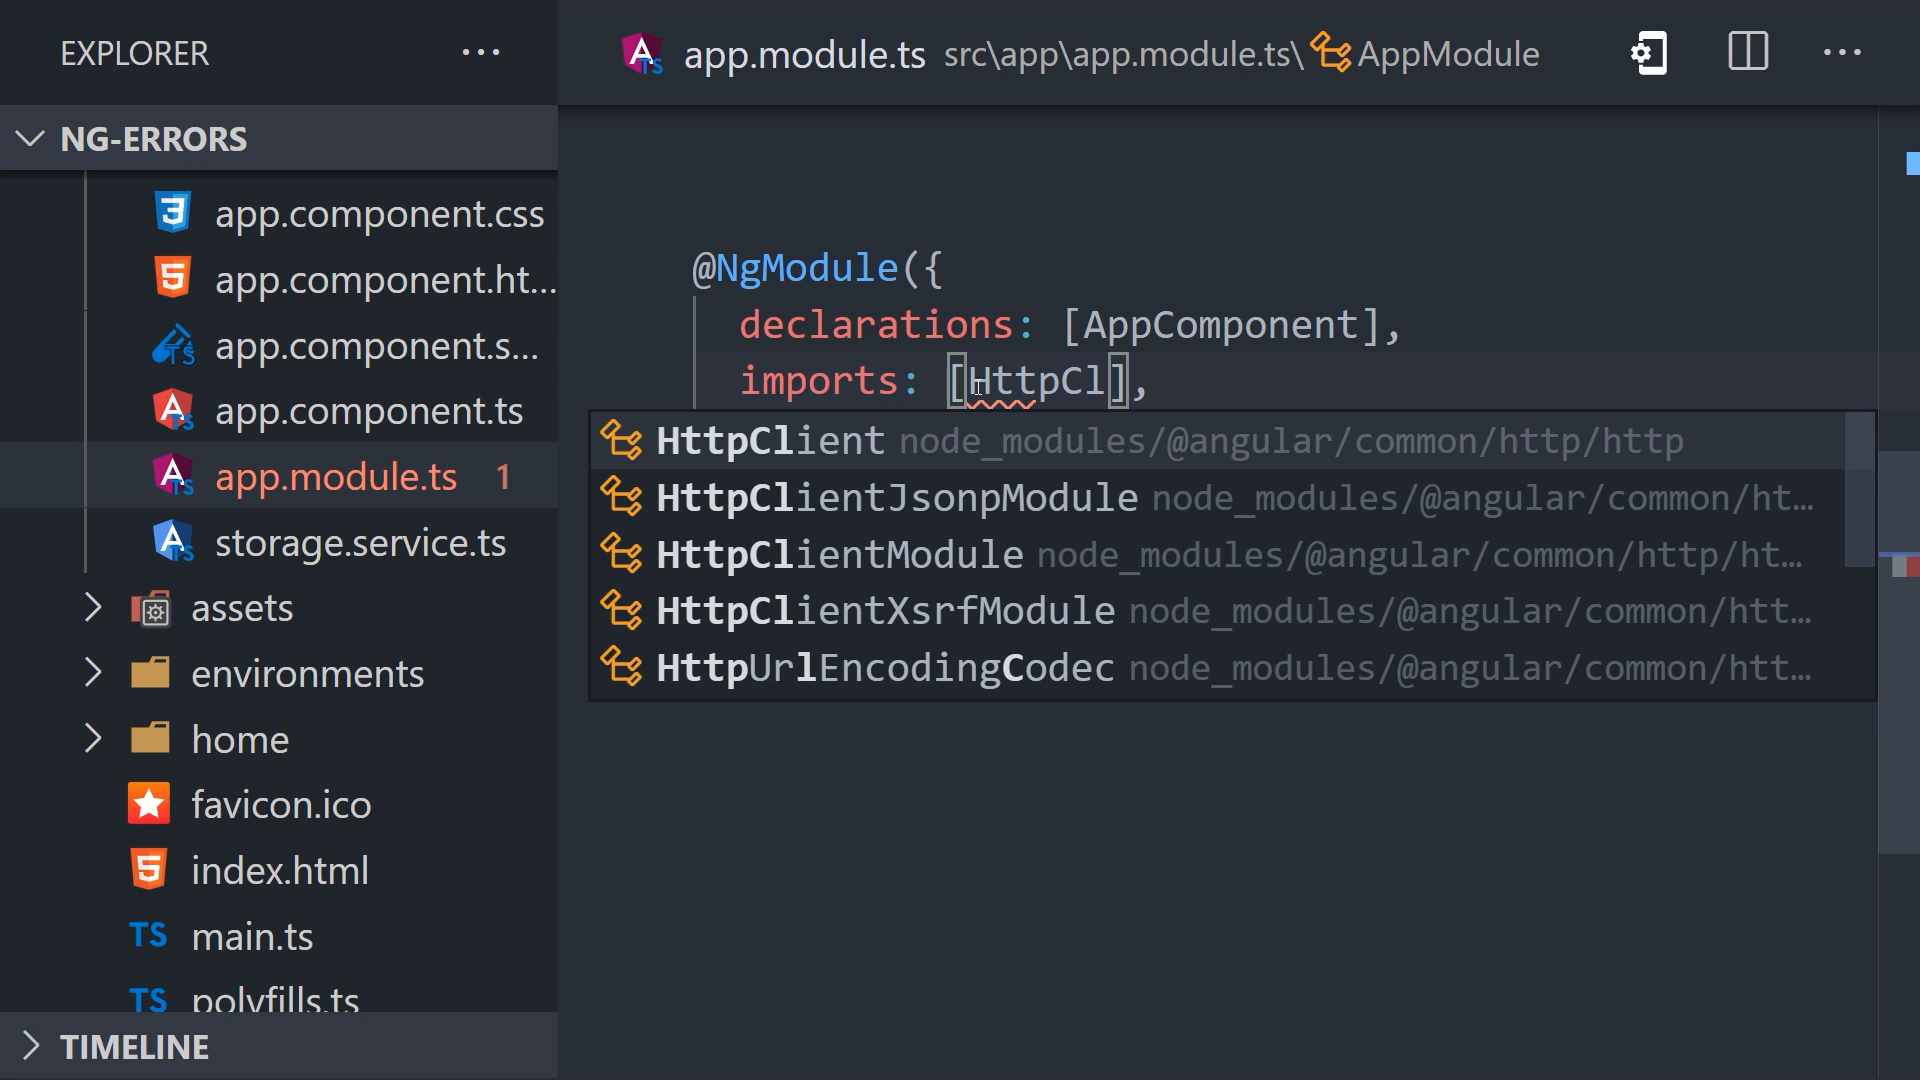 EXPLORER
NG-ERRORS
app.component.css
app.component.ht...
app.component.s...
app.component.ts
app.module.ts 1
storage.service.ts
assets
environments
home
favicon.ico
index.html
TS main.ts
TS polyfills.ts
TIMELINE
app.module.ts src\app\app.module.ts\ AppModule
@NgModule({
declarations: [AppComponent],
imports: [HttpCl],
HttpClient node_modules/@angular/common/http/http
HttpClientJsonpModule node_modules/@angular/common/ht...
HttpClientModule node_modules/@angular/common/http/ht...
HttpClientXsrfModule node_modules/@angular/common/htt...
HttpUrlEncodingCodec node_modules/@angular/common/htt...